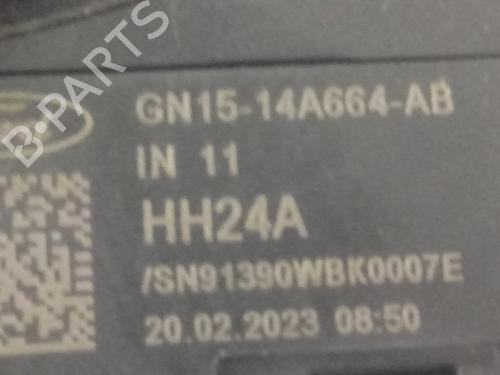 B-PARTS
GN15-14A664-AB
IN 11
HH24A
/SN91390WBK0007E
20.02.2023 08:50